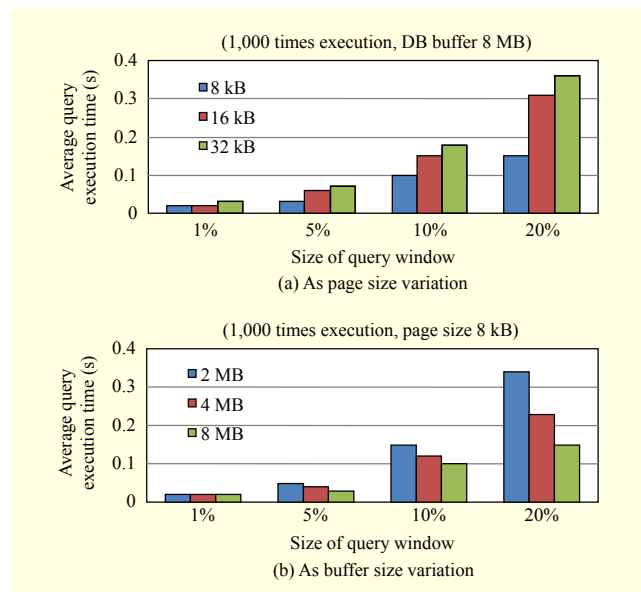 (1,000 times execution, DB buffer 8 MB)
Average query
execution time (s)
0.4
0.3
0.2
0.1
0
8 kB
16 kB
32 kB
1% 5% 10% 20%
Size of query window
(a) As page size variation
(1,000 times execution, page size 8 kB)
Average query
execution time (s)
0.4
0.3
0.2
0.1
0
2 MB
4 MB
8 MB
1% 5% 10% 20%
Size of query window
(b) As buffer size variation